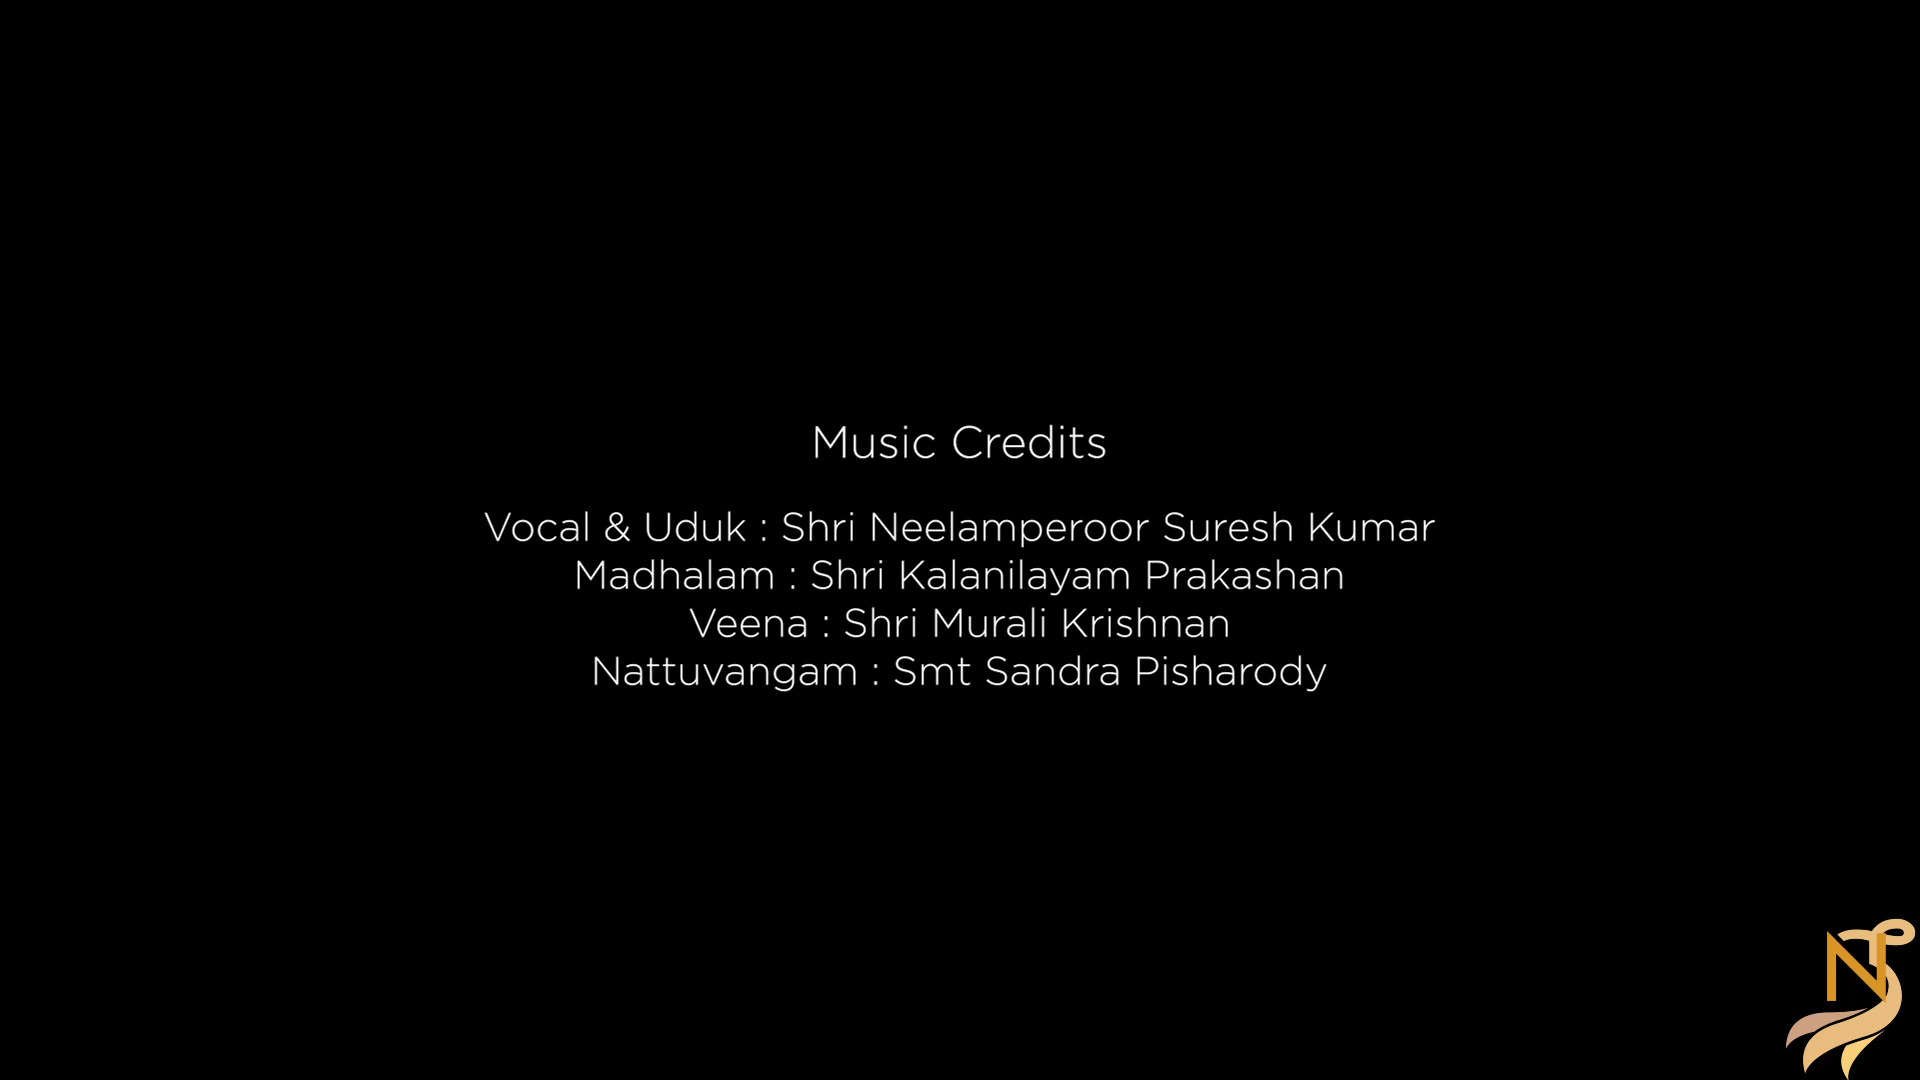 Music Credits
Vocal & Uduk : Shri Neelamperoor Suresh Kumar
Madhalam : Shri Kalanilayam Prakashan
Veena : Shri Murali Krishnan
Nattuvangam : Smt Sandra Pisharody
N